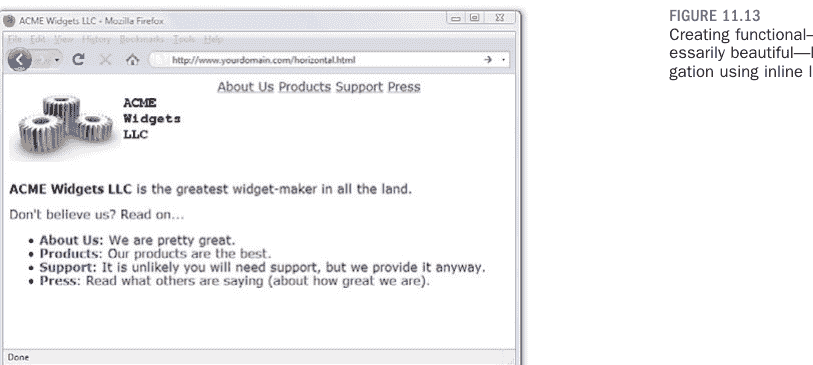 ACME Widgets LLC - Mozilla Firefox
File Edit View History Bookmarks Tools Help
http://www.yourdomain.com/horizontal.html
About Us Products Support Press
ACME
Widgets
LLC
ACME Widgets LLC is the greatest widget-maker in all the land.
Don't believe us? Read on...
• About Us: We are pretty great.
• Products: Our products are the best.
• Support: It is unlikely you will need support, but we provide it anyway.
• Press: Read what others are saying (about how great we are).
Done
FIGURE 11.13
Creating functional—
essarily beautiful—
gation using inline